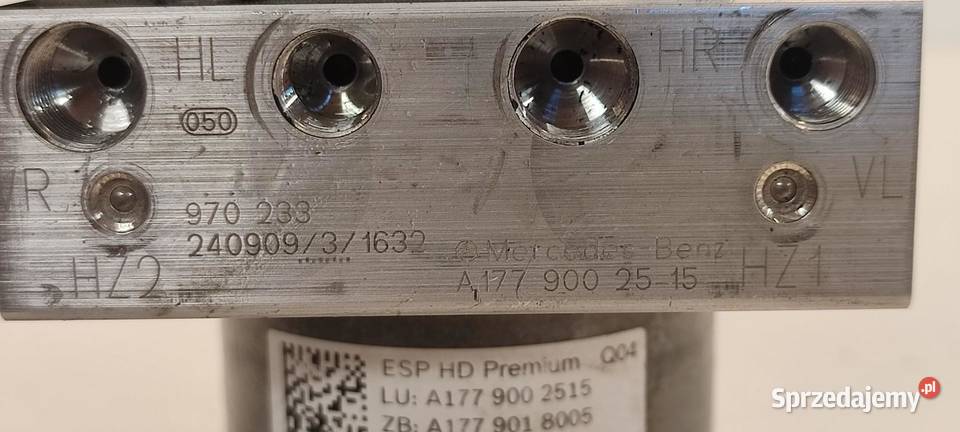 HL HR
050
VR VL
970 233
240909/3/1632 Mercedes-Benz
HZ2 A177 900 25-15 HZ1
ESP HD Premium Q04
LU: A177 900 2515
ZB: A177 901 8005
Sprzedajemy.pl